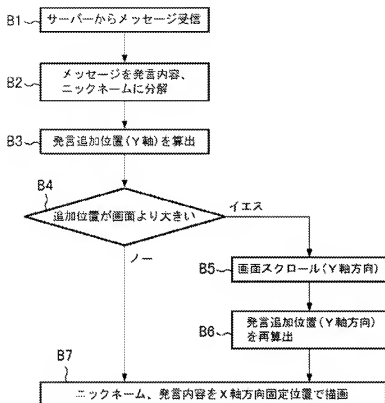 B1
サーバーからメッセージ受信
B2
メッセージを発言内容、
ニックネームに分解
B3
発言追加位置(Y軸)を算出
B4
追加位置が画面より大きい
イエス
ノー
B5
画面スクロール(Y軸方向)
B6
発言追加位置(Y軸方向)
を再算出
B7
ニックネーム、発言内容をX軸方向固定位置で描画